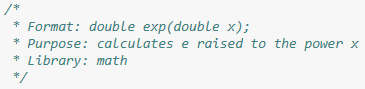 /*
* Format: double exp(double x);
* Purpose: calculates e raised to the power x
* Library: math
*/